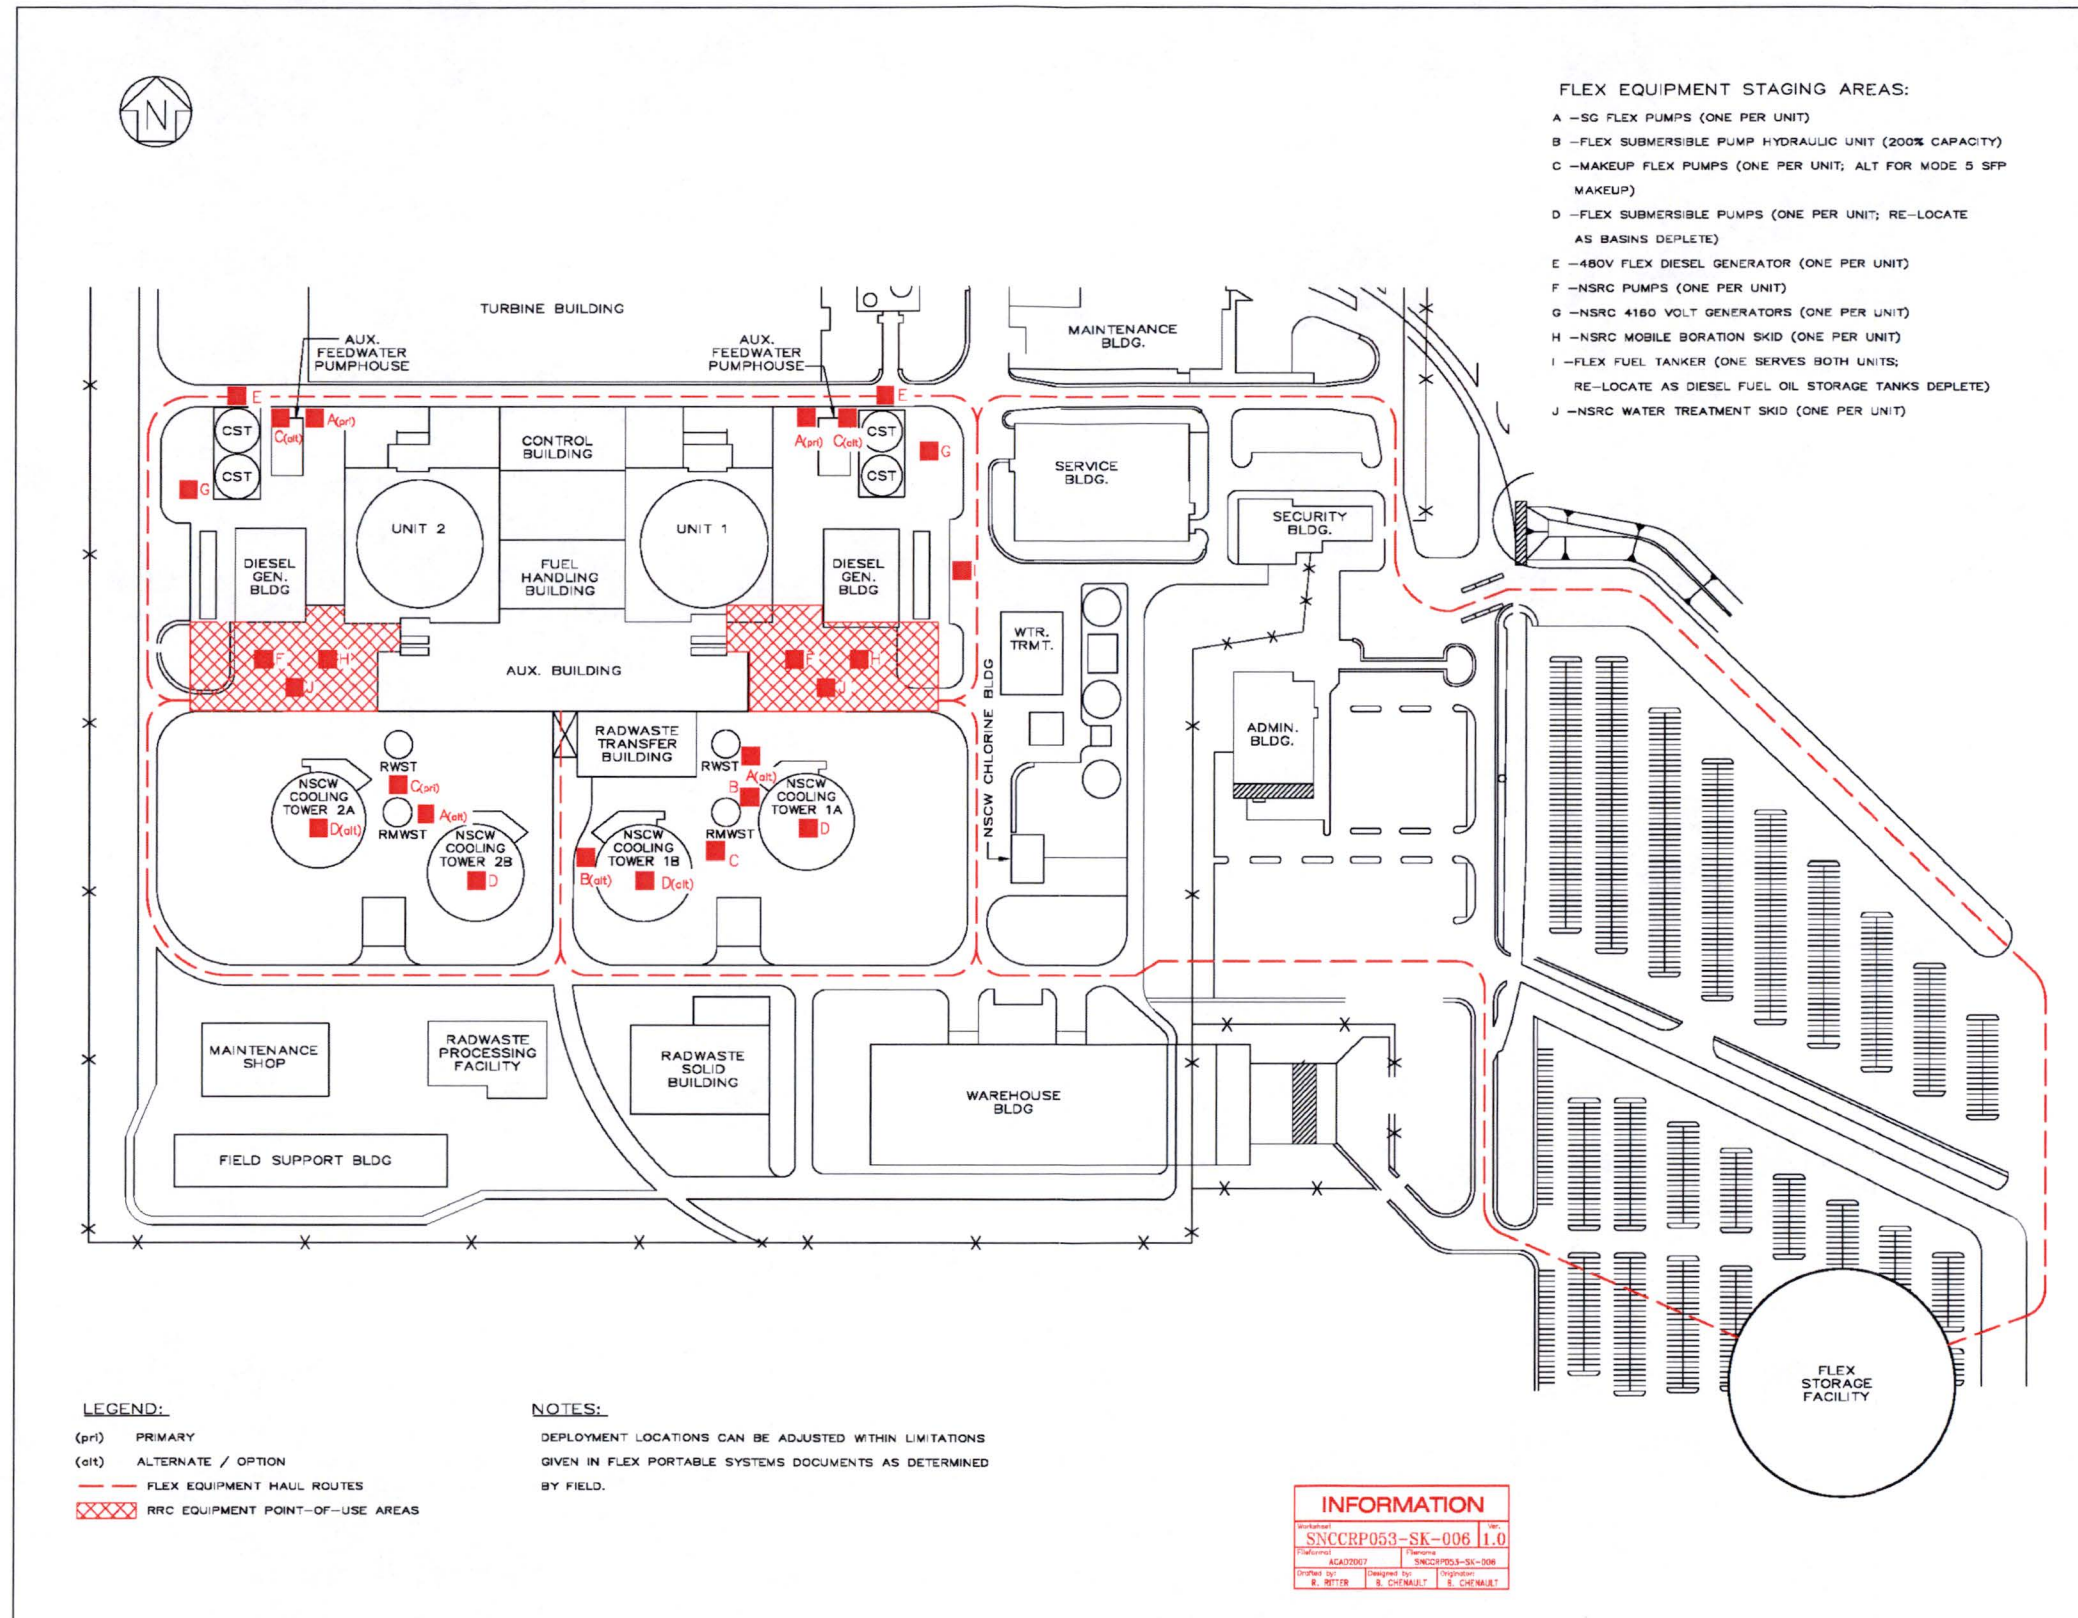 N
FLEX EQUIPMENT STAGING AREAS:
A –SG FLEX PUMPS (ONE PER UNIT)
B –FLEX SUBMERSIBLE PUMP HYDRAULIC UNIT (200% CAPACITY)
C –MAKEUP FLEX PUMPS (ONE PER UNIT; ALT FOR MODE 5 SFP
MAKEUP)
D –FLEX SUBMERSIBLE PUMPS (ONE PER UNIT; RE–LOCATE
AS BASINS DEPLETE)
E –480V FLEX DIESEL GENERATOR (ONE PER UNIT)
F –NSRC PUMPS (ONE PER UNIT)
G –NSRC 4160 VOLT GENERATORS (ONE PER UNIT)
H –NSRC MOBILE BORATION SKID (ONE PER UNIT)
I –FLEX FUEL TANKER (ONE SERVES BOTH UNITS;
RE–LOCATE AS DIESEL FUEL OIL STORAGE TANKS DEPLETE)
J –NSRC WATER TREATMENT SKID (ONE PER UNIT)
TURBINE BUILDING
AUX.
FEEDWATER
PUMPHOUSE
AUX.
FEEDWATER
PUMPHOUSE
MAINTENANCE
BLDG.
E
E
CST
C(alt)
A(pri)
A(pri)
C(alt)
CST
CONTROL
BUILDING
G
CST
CST
G
SERVICE
BLDG.
UNIT 2
UNIT 1
SECURITY
BLDG.
DIESEL
GEN.
BLDG
FUEL
HANDLING
BUILDING
DIESEL
GEN.
BLDG
I
WTR.
TRMT.
F
H
J
AUX. BUILDING
F
H
J
NSCW CHLORINE BLDG
ADMIN.
BLDG.
RADWASTE
TRANSFER
BUILDING
RWST
RWST
A(alt)
NSCW
COOLING
TOWER 2A
D(alt)
C(pri)
RMWST
A(alt)
B
RMWST
NSCW
COOLING
TOWER 1A
D
NSCW
COOLING
TOWER 2B
D
NSCW
COOLING
TOWER 1B
B(alt)
D(alt)
C
MAINTENANCE
SHOP
RADWASTE
PROCESSING
FACILITY
RADWASTE
SOLID
BUILDING
WAREHOUSE
BLDG
FIELD SUPPORT BLDG
FLEX
STORAGE
FACILITY
LEGEND:
(pri) PRIMARY
(alt) ALTERNATE / OPTION
FLEX EQUIPMENT HAUL ROUTES
RRC EQUIPMENT POINT–OF–USE AREAS
NOTES:
DEPLOYMENT LOCATIONS CAN BE ADJUSTED WITHIN LIMITATIONS
GIVEN IN FLEX PORTABLE SYSTEMS DOCUMENTS AS DETERMINED
BY FIELD.
INFORMATION
Worksheet Ver.
SNCCRP053-SK-006 1.0
Fileformat Filename
ACAD2007 SNCCRP053-SK-006
Drafted by: Designed by: Originator:
R. RITTER B. CHENAULT B. CHENAULT